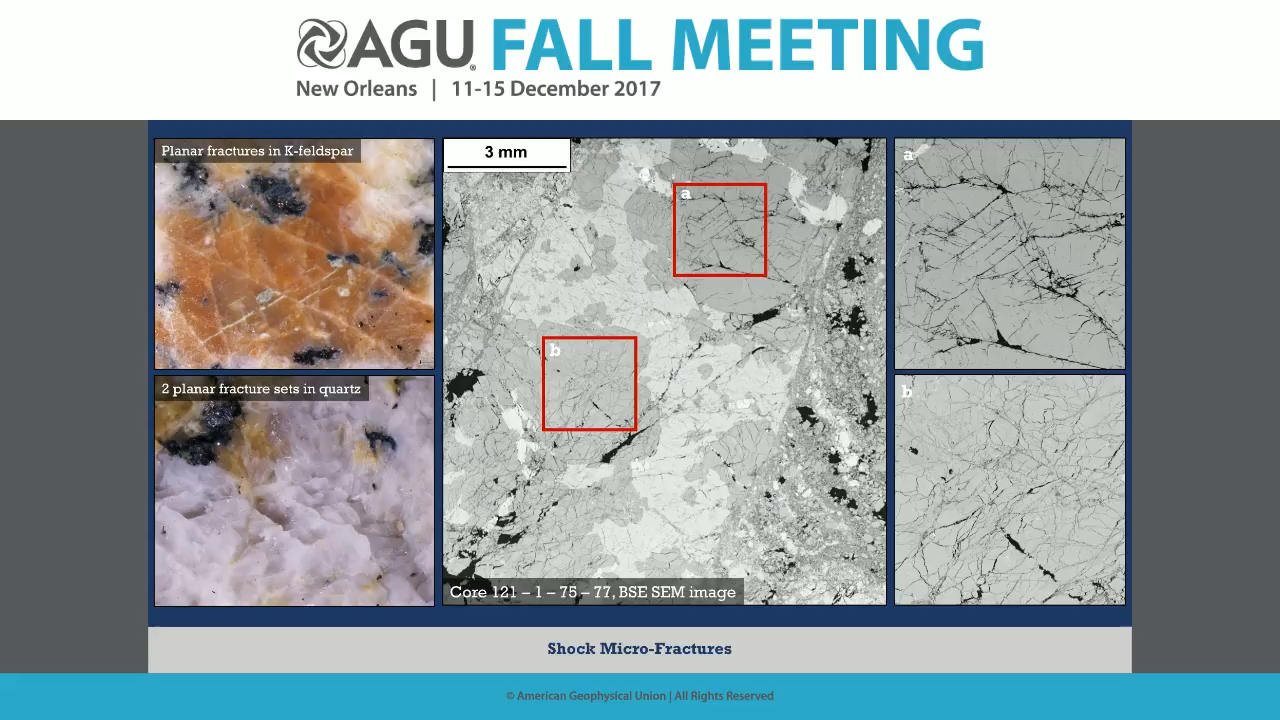 AGU FALL MEETING
New Orleans | 11-15 December 2017
Planar fractures in K-feldspar
2 planar fracture sets in quartz
3 mm
a
b
Core 121 – 1 – 75 – 77, BSE SEM image
a
b
Shock Micro-Fractures
© American Geophysical Union | All Rights Reserved